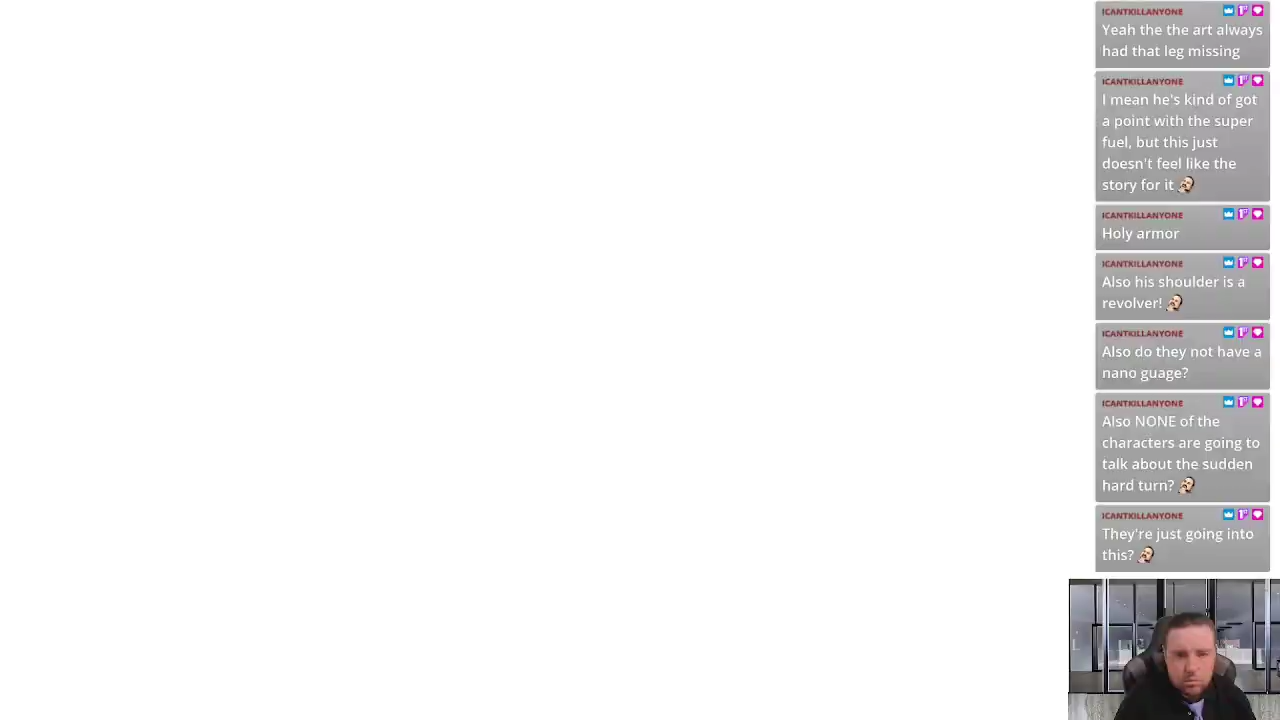 ICANTKILLANYONE
Yeah the the art always
had that leg missing
ICANTKILLANYONE
I mean he's kind of got
a point with the super
fuel, but this just
doesn't feel like the
story for it
ICANTKILLANYONE
Holy armor
ICANTKILLANYONE
Also his shoulder is a
revolver!
ICANTKILLANYONE
Also do they not have a
nano guage?
ICANTKILLANYONE
Also NONE of the
characters are going to
talk about the sudden
hard turn?
ICANTKILLANYONE
They're just going into
this?